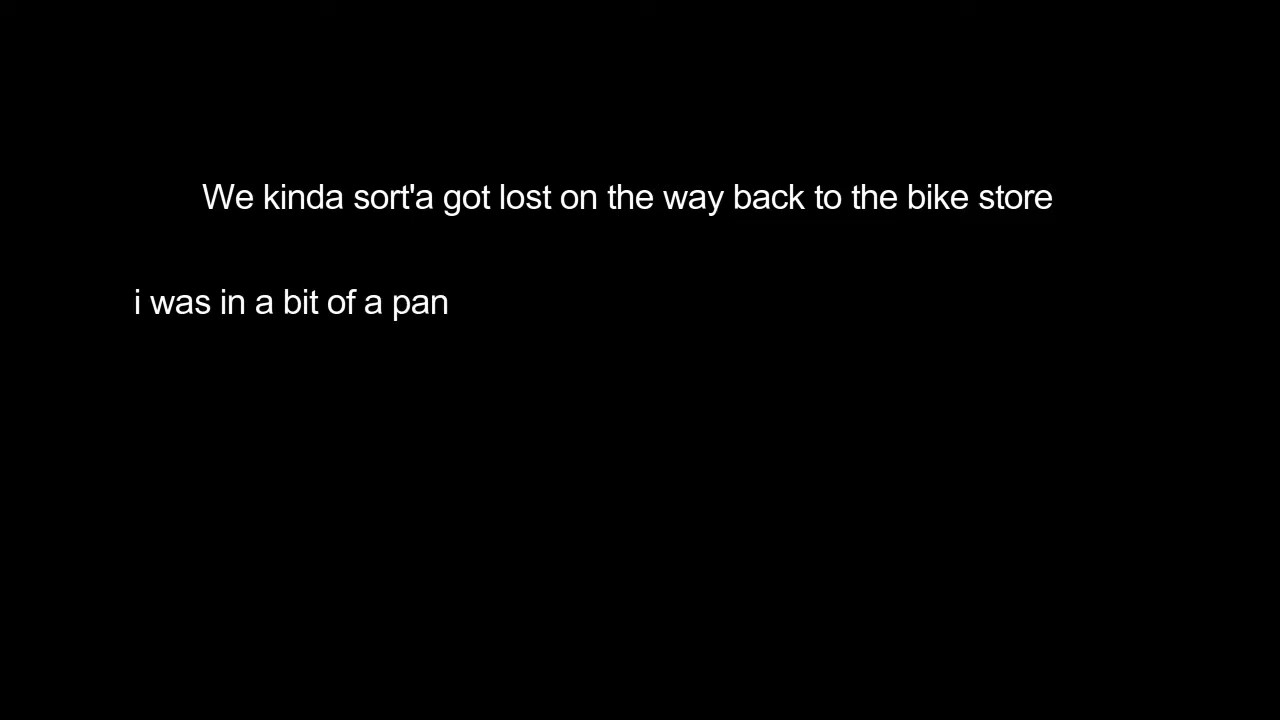 We kinda sort'a got lost on the way back to the bike store
i was in a bit of a pan